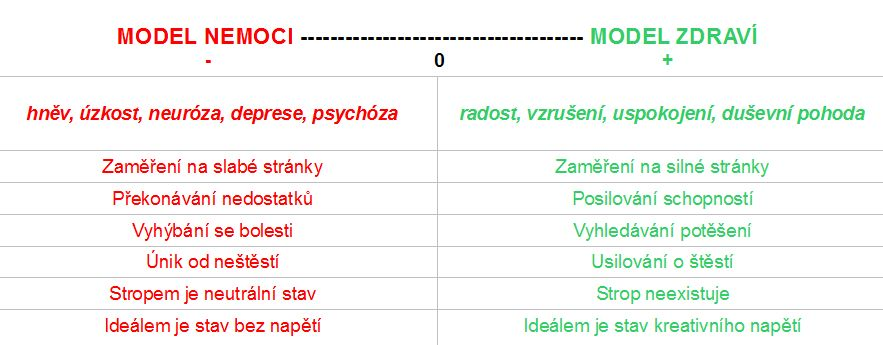 MODEL NEMOCI -------------------------------------- MODEL ZDRAVÍ
- 0 +
hněv, úzkost, neuróza, deprese, psychóza radost, vzrušení, uspokojení, duševní pohoda
Zaměření na slabé stránky Zaměření na silné stránky
Překonávání nedostatků Posilování schopností
Vyhýbání se bolesti Vyhledávání potěšení
Únik od neštěstí Usilování o štěstí
Stropem je neutrální stav Strop neexistuje
Ideálem je stav bez napětí Ideálem je stav kreativního napětí